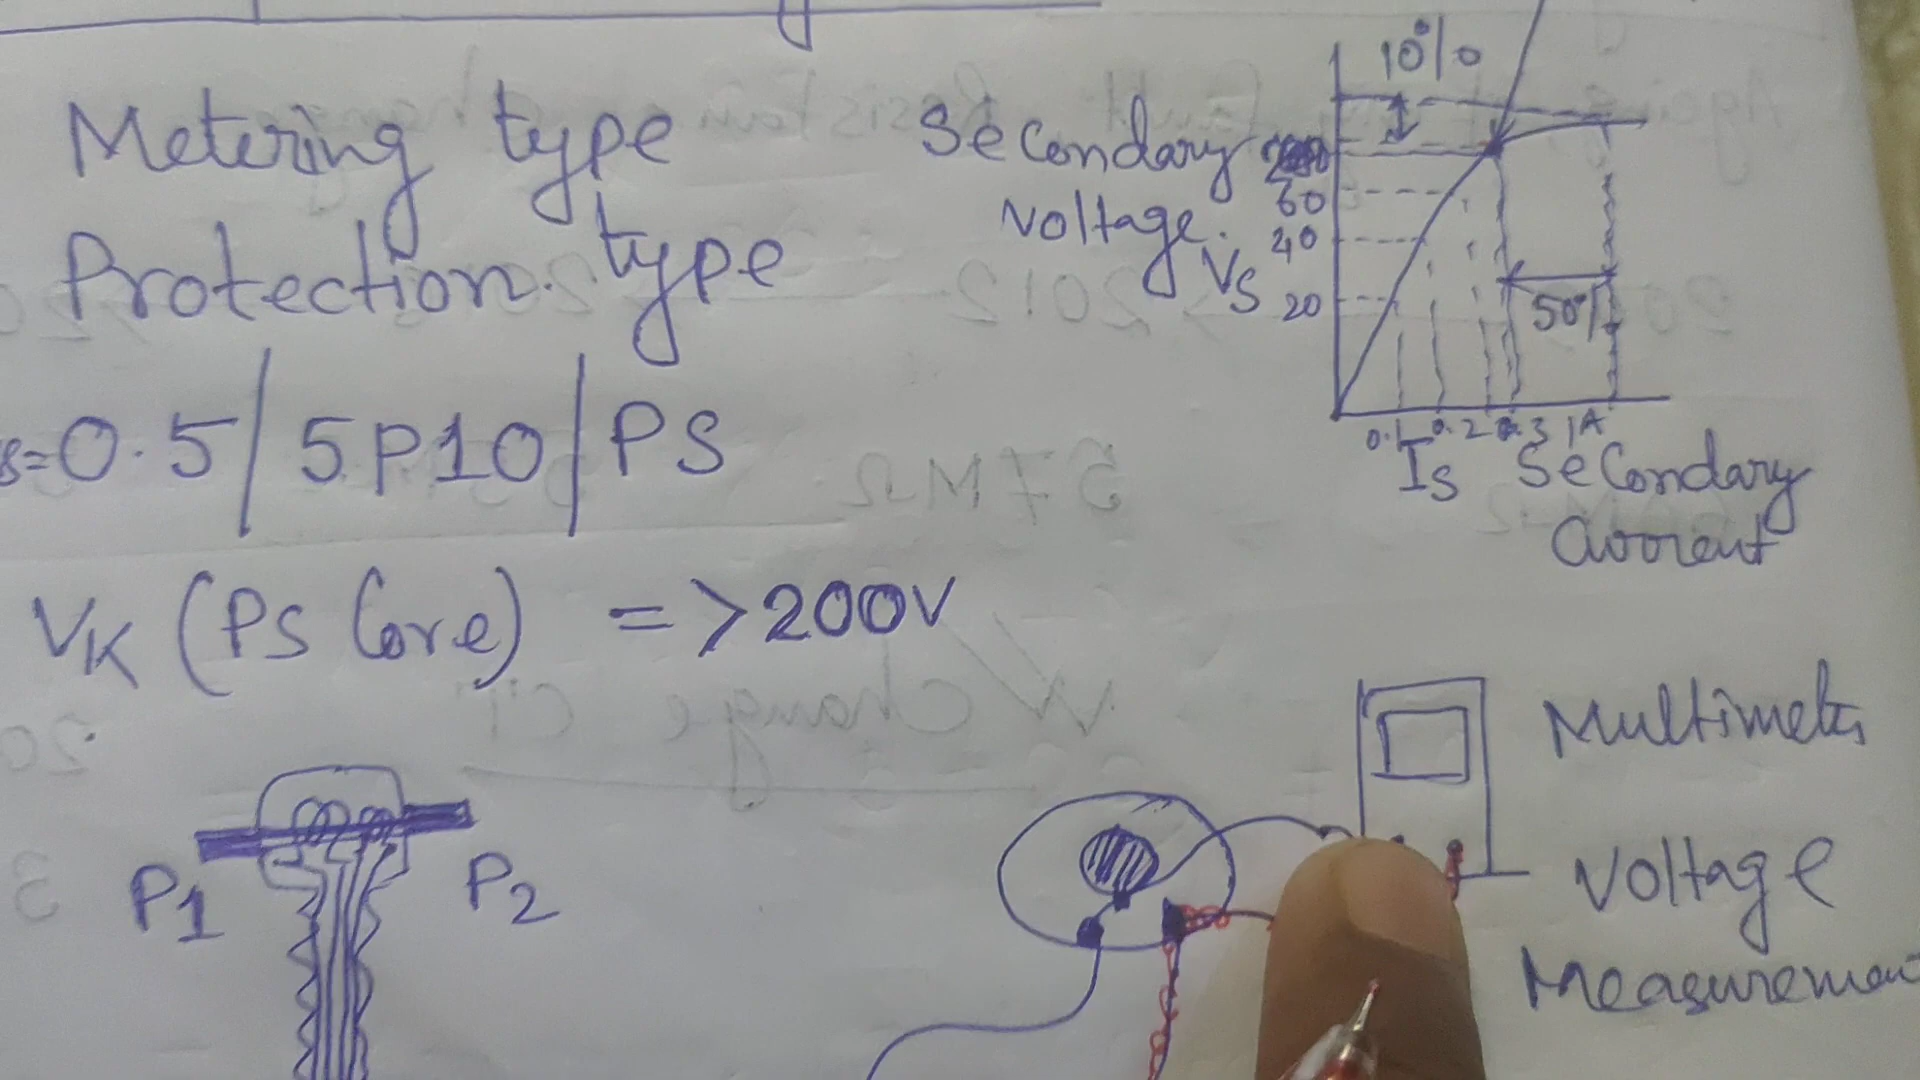 Metering type
Protection type
=0.5/5P10/PS
VK (PS Core) => 200V
P1
P2
10%
Secondary
Voltage.
VS
60
40
20
50%
0.1 0.2 0.3 1A
IS Secondary
Current
Multimeter
Voltage
Measurement